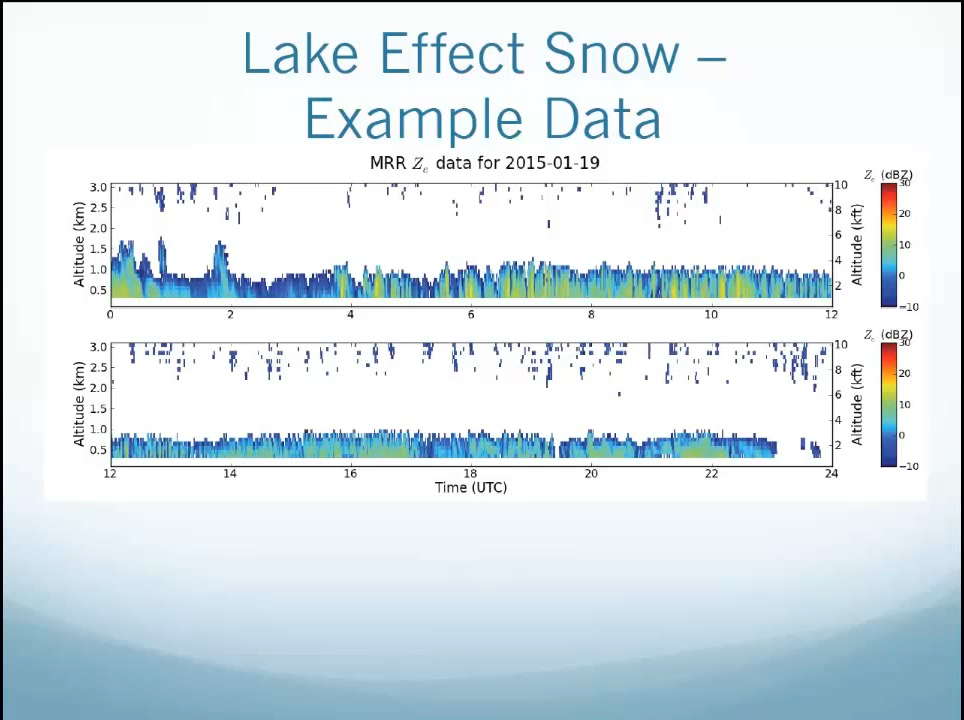 Lake Effect Snow –
Example Data
MRR Ze data for 2015-01-19
Ze (dBZ)
Altitude (km)
3.0
2.5
2.0
1.5
1.0
0.5
0 2 4 6 8 10 12
10
8
6
4
2
Altitude (kft)
30
20
10
0
−10
Ze (dBZ)
Altitude (km)
3.0
2.5
2.0
1.5
1.0
0.5
12 14 16 18 20 22 24
Time (UTC)
10
8
6
4
2
Altitude (kft)
30
20
10
0
−10